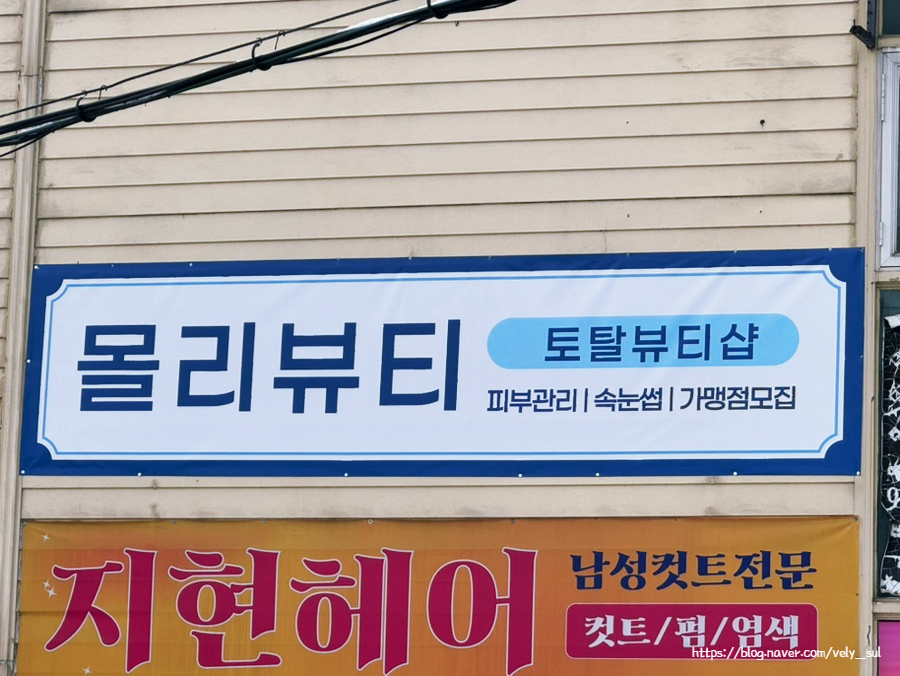 몰리뷰티
토탈뷰티샵
피부관리 | 속눈썹 | 가맹점모집
지현헤어
남성컷트전문
컷트/펌/염색
https://blog.naver.com/vely_sul